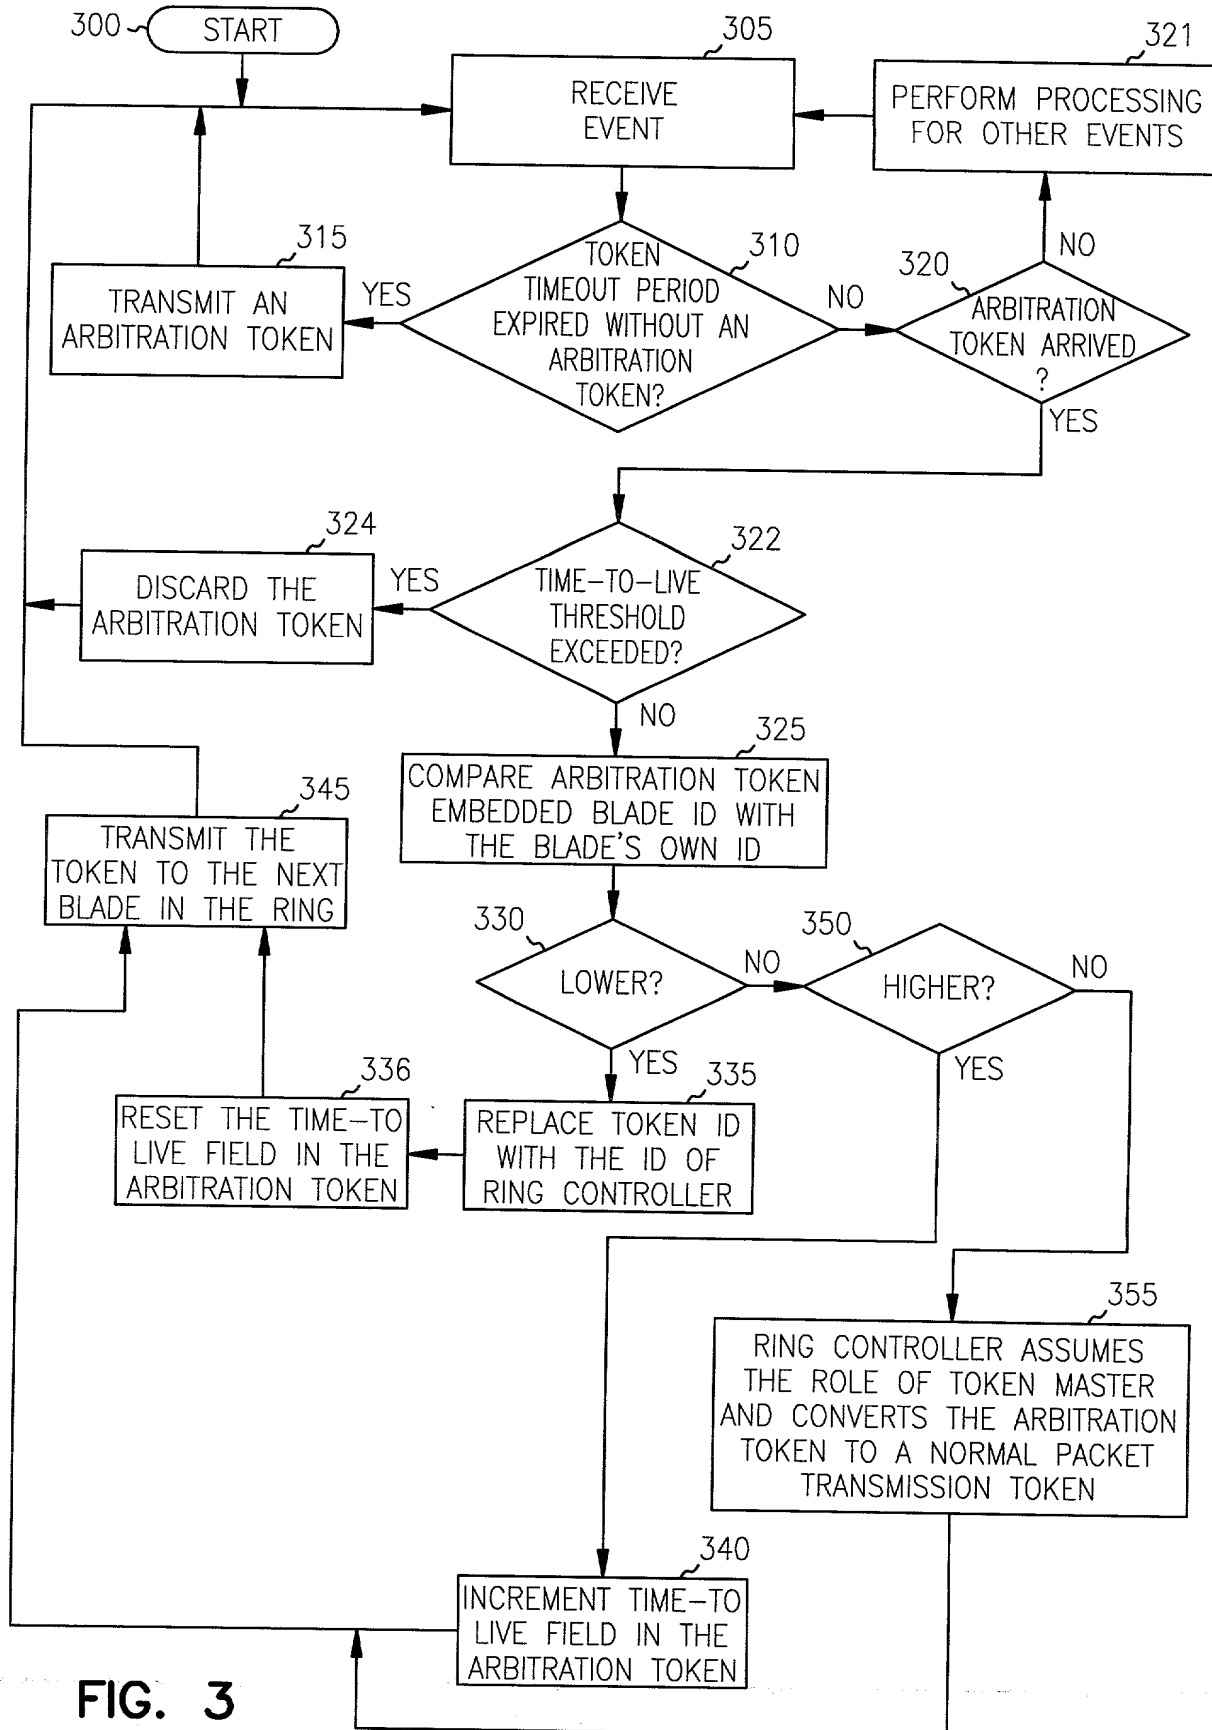 300
START
305
RECEIVE
EVENT
321
PERFORM PROCESSING
FOR OTHER EVENTS
315
TRANSMIT AN
ARBITRATION TOKEN
YES
TOKEN
TIMEOUT PERIOD
EXPIRED WITHOUT AN
ARBITRATION
TOKEN?
310
NO
320
NO
ARBITRATION
TOKEN ARRIVED
?
YES
324
DISCARD THE
ARBITRATION TOKEN
YES
322
TIME-TO-LIVE
THRESHOLD
EXCEEDED?
NO
325
COMPARE ARBITRATION TOKEN
EMBEDDED BLADE ID WITH
THE BLADE'S OWN ID
345
TRANSMIT THE
TOKEN TO THE NEXT
BLADE IN THE RING
330
LOWER?
NO
350
HIGHER?
NO
YES
YES
336
RESET THE TIME-TO
LIVE FIELD IN THE
ARBITRATION TOKEN
335
REPLACE TOKEN ID
WITH THE ID OF
RING CONTROLLER
355
RING CONTROLLER ASSUMES
THE ROLE OF TOKEN MASTER
AND CONVERTS THE ARBITRATION
TOKEN TO A NORMAL PACKET
TRANSMISSION TOKEN
340
INCREMENT TIME-TO
LIVE FIELD IN THE
ARBITRATION TOKEN
FIG. 3